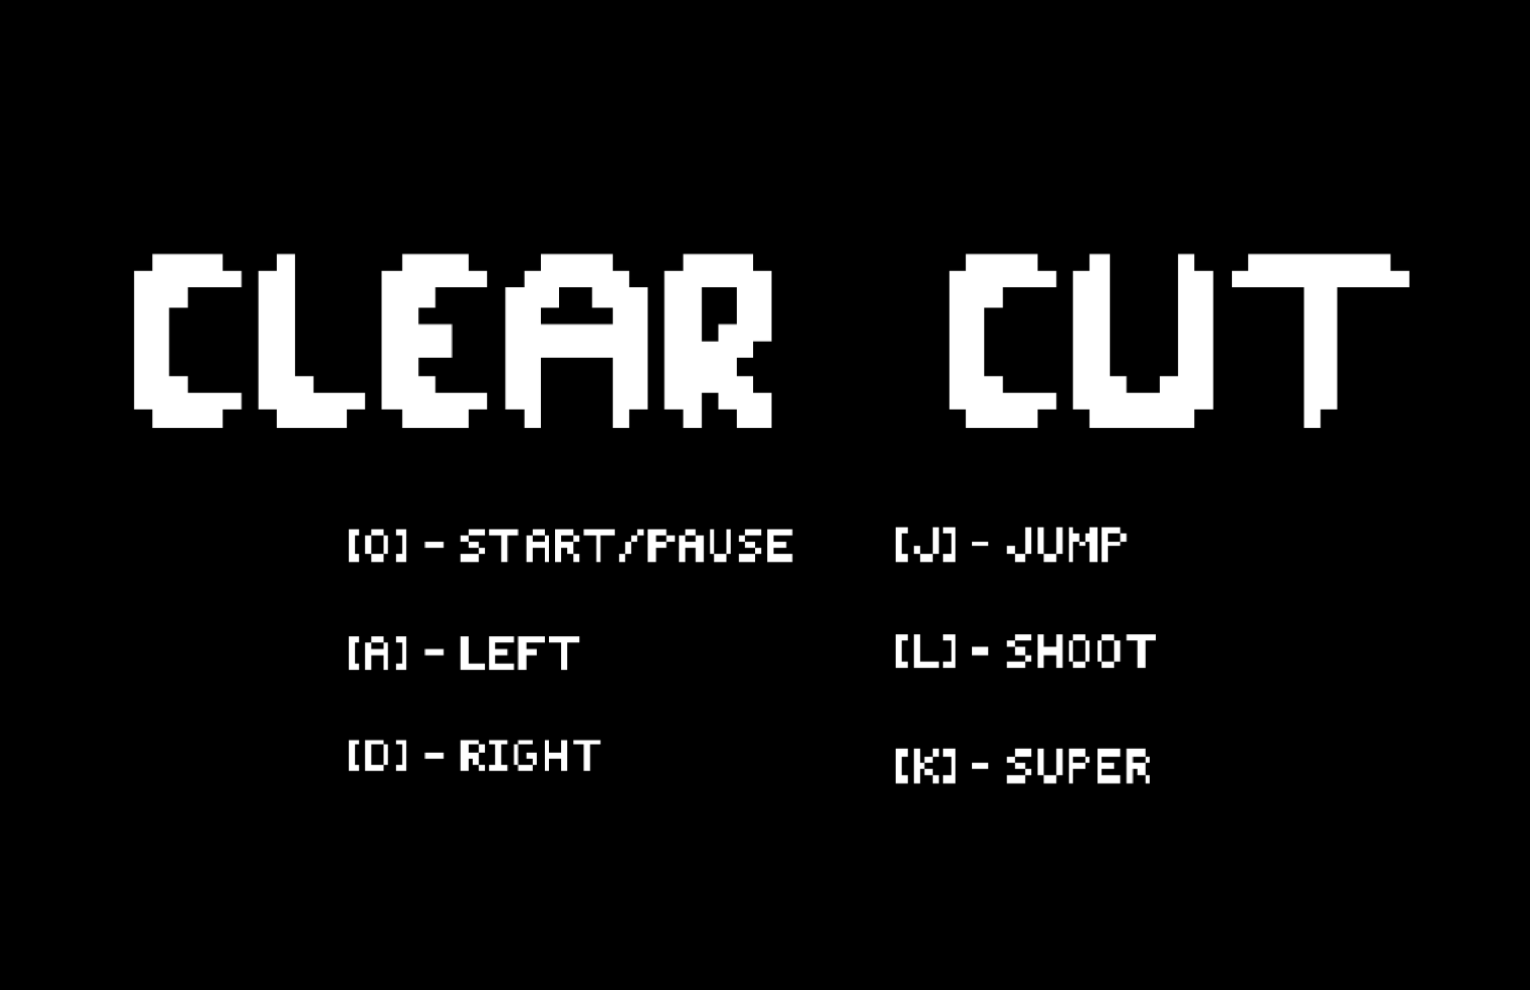 CLEAR CUT
[O] - START/PAUSE
[A] - LEFT
[D] - RIGHT
[J] - JUMP
[L] - SHOOT
[K] - SUPER